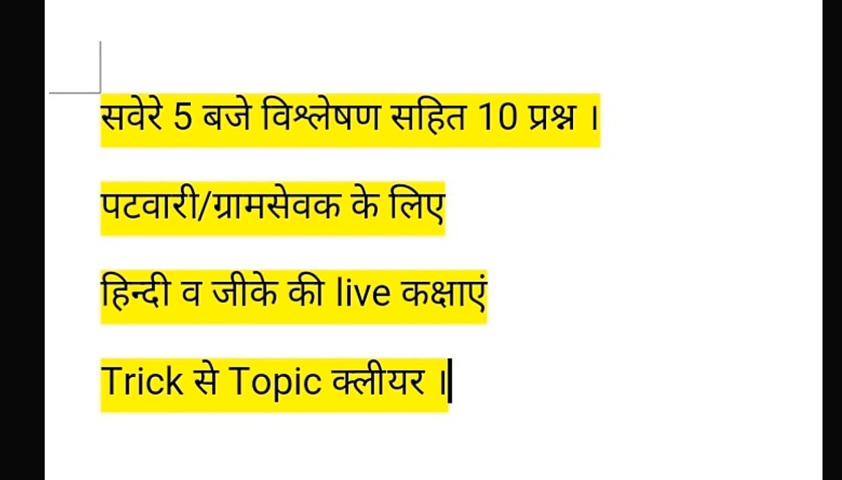 सवेरे 5 बजे विश्लेषण सहित 10 प्रश्न ।
पटवारी/ग्रामसेवक के लिए
हिन्दी व जीके की live कक्षाएं
Trick से Topic क्लीयर ।